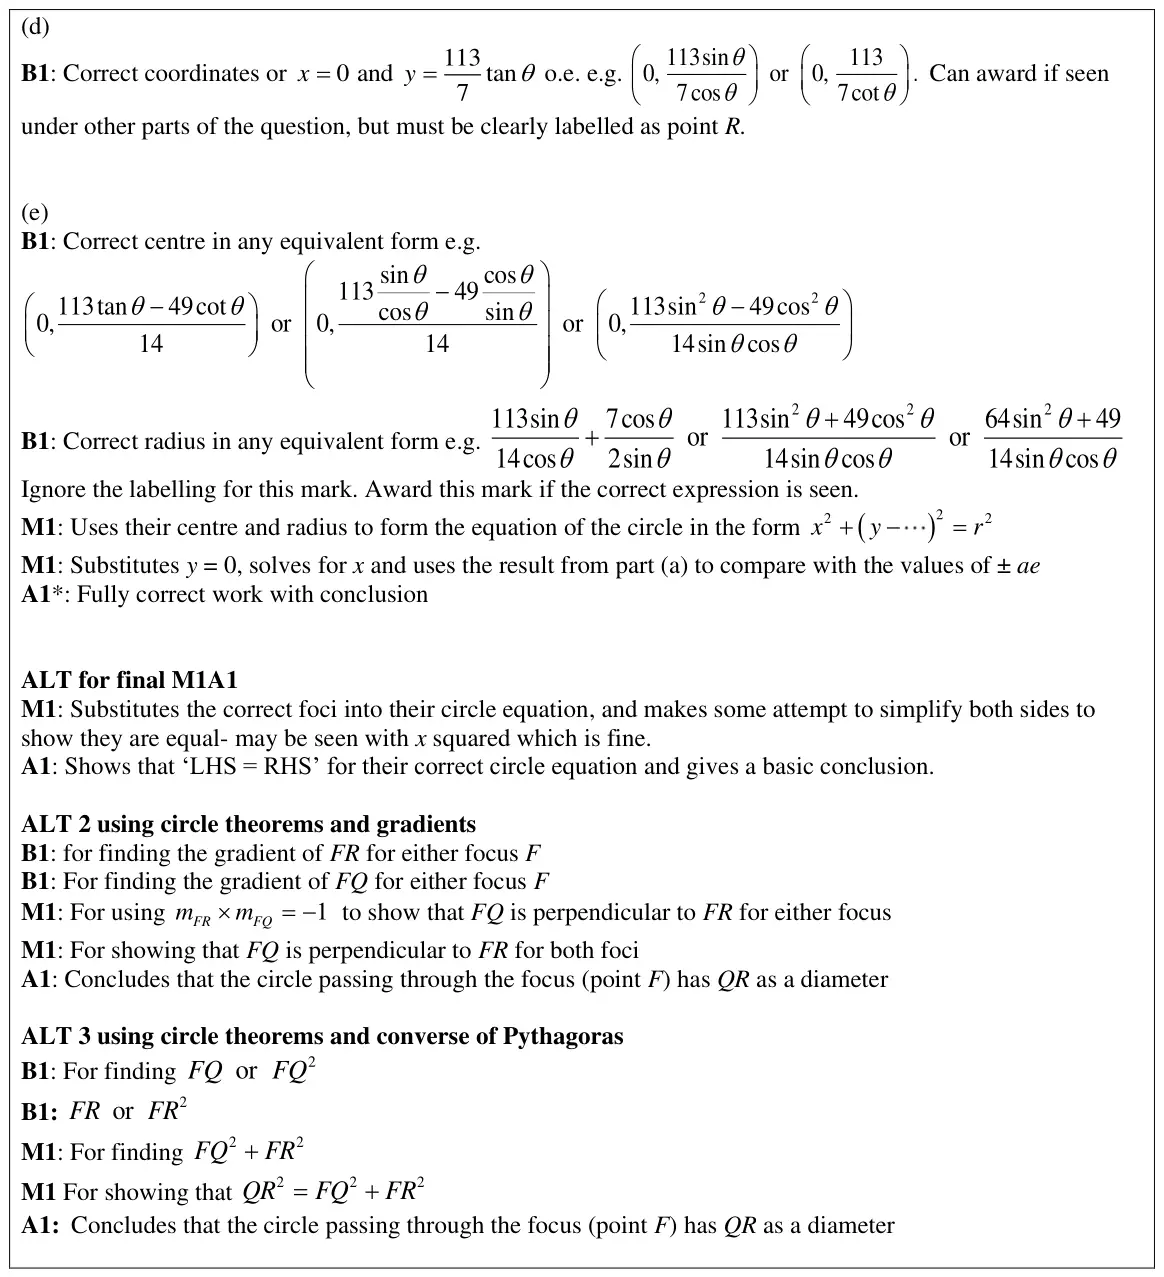 (d)
B1: Correct coordinates or x = 0 and y = 113/7 tan θ o.e. e.g. (0, 113sin θ / 7cos θ) or (0, 113 / 7cot θ). Can award if seen
under other parts of the question, but must be clearly labelled as point R.
(e)
B1: Correct centre in any equivalent form e.g.
(0, (113 tan θ − 49 cot θ) / 14) or (0, (113 sin θ / cos θ − 49 cos θ / sin θ) / 14) or (0, (113sin² θ − 49cos² θ) / (14sin θ cos θ))
B1: Correct radius in any equivalent form e.g. 113sin θ / 14cos θ + 7cos θ / 2sin θ or (113sin² θ + 49cos² θ) / (14sin θ cos θ) or (64sin² θ + 49) / (14sin θ cos θ)
Ignore the labelling for this mark. Award this mark if the correct expression is seen.
M1: Uses their centre and radius to form the equation of the circle in the form x² + (y − ⋯)² = r²
M1: Substitutes y = 0, solves for x and uses the result from part (a) to compare with the values of ± ae
A1*: Fully correct work with conclusion
ALT for final M1A1
M1: Substitutes the correct foci into their circle equation, and makes some attempt to simplify both sides to
show they are equal- may be seen with x squared which is fine.
A1: Shows that ‘LHS = RHS’ for their correct circle equation and gives a basic conclusion.
ALT 2 using circle theorems and gradients
B1: for finding the gradient of FR for either focus F
B1: For finding the gradient of FQ for either focus F
M1: For using m_FR × m_FQ = −1 to show that FQ is perpendicular to FR for either focus
M1: For showing that FQ is perpendicular to FR for both foci
A1: Concludes that the circle passing through the focus (point F) has QR as a diameter
ALT 3 using circle theorems and converse of Pythagoras
B1: For finding FQ or FQ²
B1: FR or FR²
M1: For finding FQ² + FR²
M1 For showing that QR² = FQ² + FR²
A1: Concludes that the circle passing through the focus (point F) has QR as a diameter